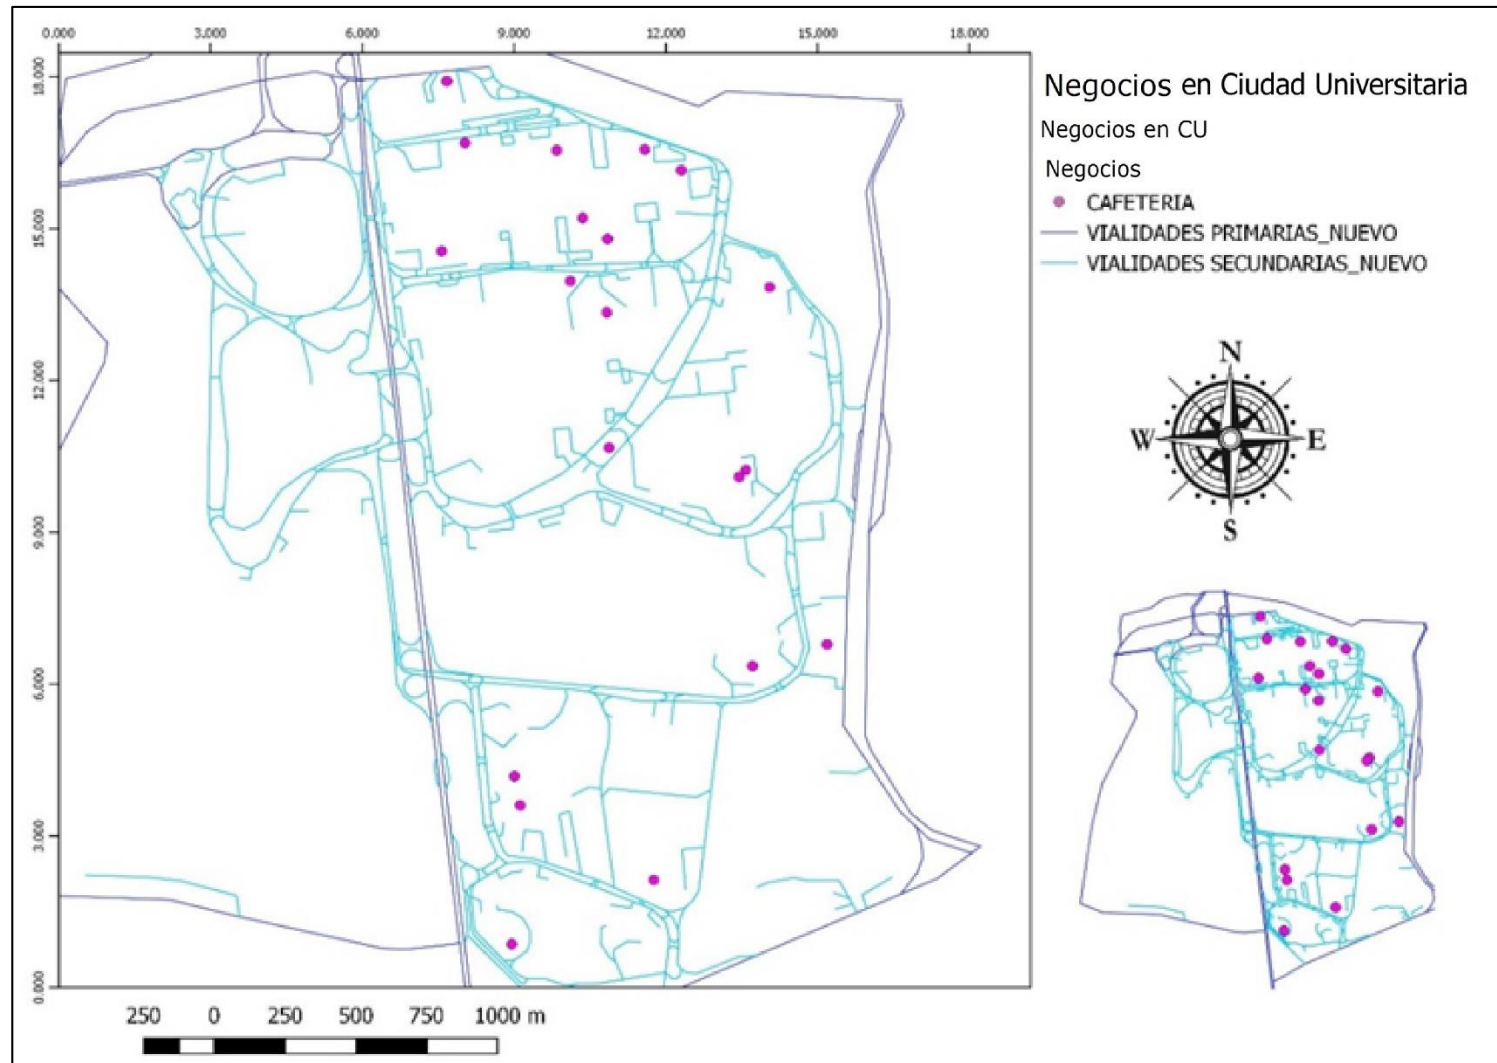 0.000 3.000 6.000 9.000 12.000 15.000 18.000
18.000
15.000
12.000
9.000
6.000
3.000
0.000
Negocios en Ciudad Universitaria
Negocios en CU
Negocios
CAFETERIA
VIALIDADES PRIMARIAS_NUEVO
VIALIDADES SECUNDARIAS_NUEVO
N
W E
S
250 0 250 500 750 1000 m